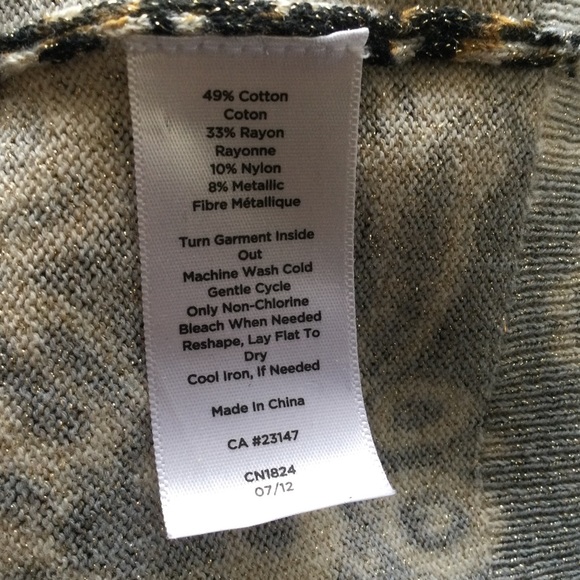 49% Cotton
Coton
33% Rayon
Rayonne
10% Nylon
8% Metallic
Fibre Métallique
Turn Garment Inside
Out
Machine Wash Cold
Gentle Cycle
Only Non-Chlorine
Bleach When Needed
Reshape, Lay Flat To
Dry
Cool Iron, If Needed
Made In China
CA #23147
CN1824
07/12